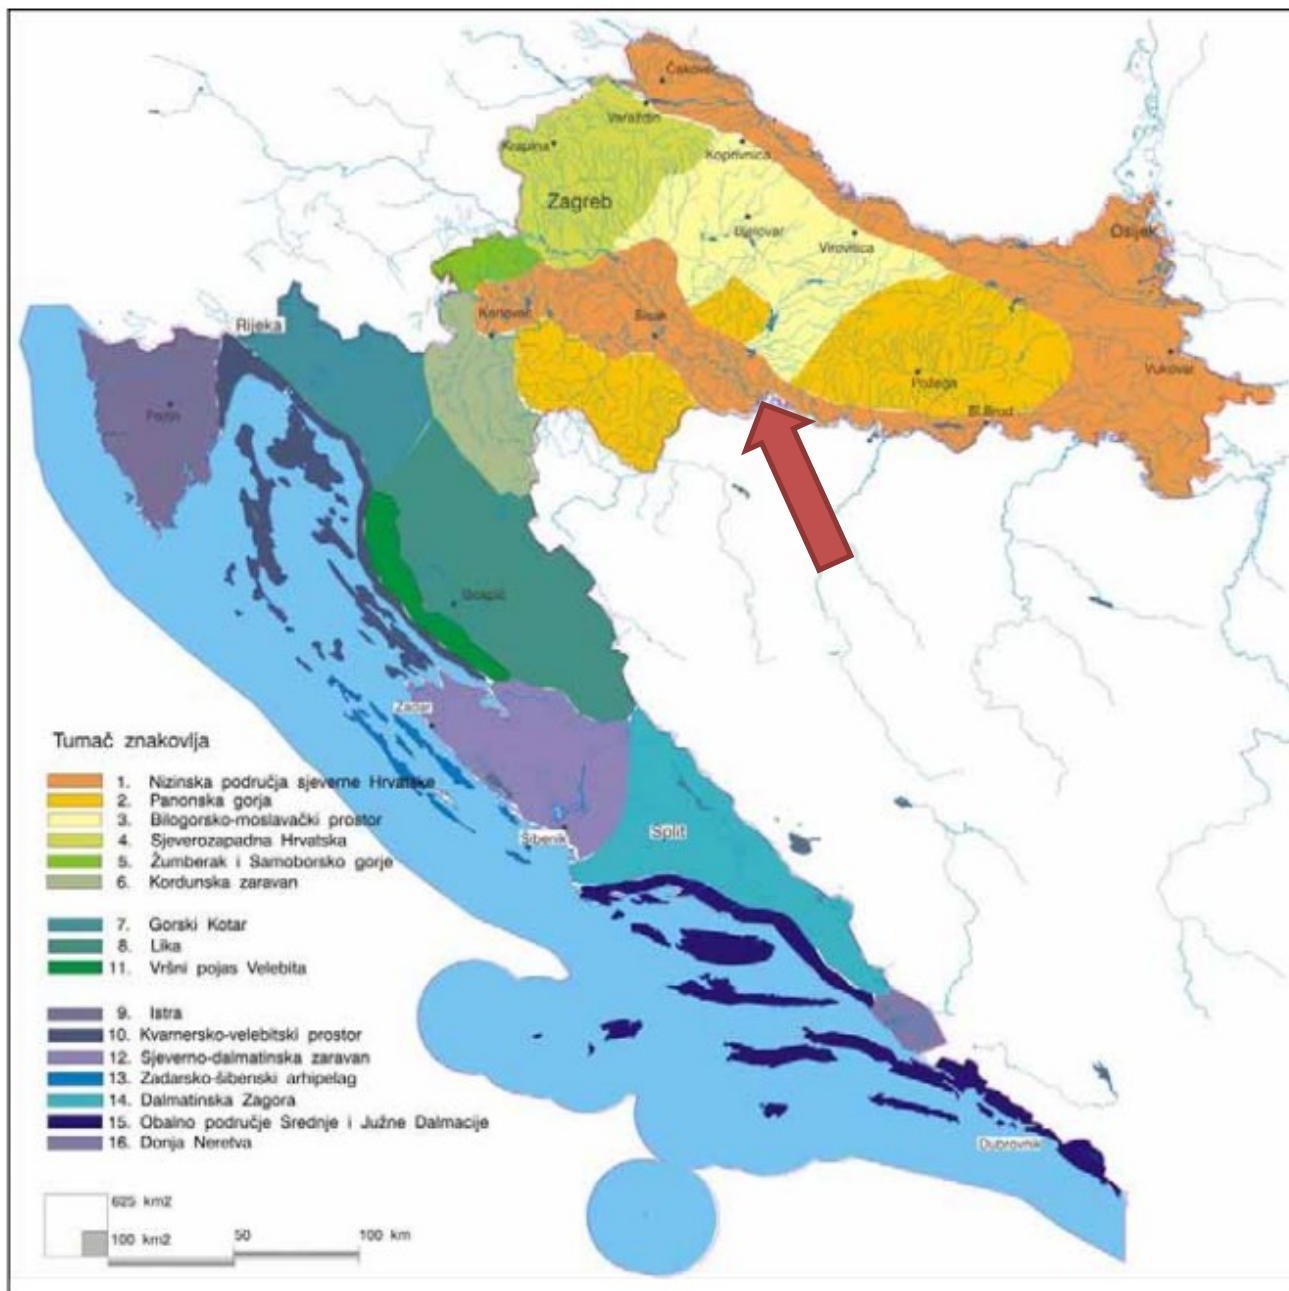 Čakovec
Varaždin
Krapina
Koprivnica
Zagreb
Bjelovar
Virovitica
Osijek
Rijeka
Karlovac
Sisak
Vukovar
Požega
Sl.Brod
Pazin
Gospić
Zadar
Šibenik
Split
Dubrovnik
Tumač znakovlja
1. Nizinska područja sjeverne Hrvatske
2. Panonska gorja
3. Bilogorsko-moslavački prostor
4. Sjeverozapadna Hrvatska
5. Žumberak i Samoborsko gorje
6. Kordunska zaravan
7. Gorski Kotar
8. Lika
11. Vršni pojas Velebita
9. Istra
10. Kvarnersko-velebitski prostor
12. Sjeverno-dalmatinska zaravan
13. Zadarsko-šibenski arhipelag
14. Dalmatinska Zagora
15. Obalno područje Srednje i Južne Dalmacije
16. Donja Neretva
625 km2
100 km2
50
100 km